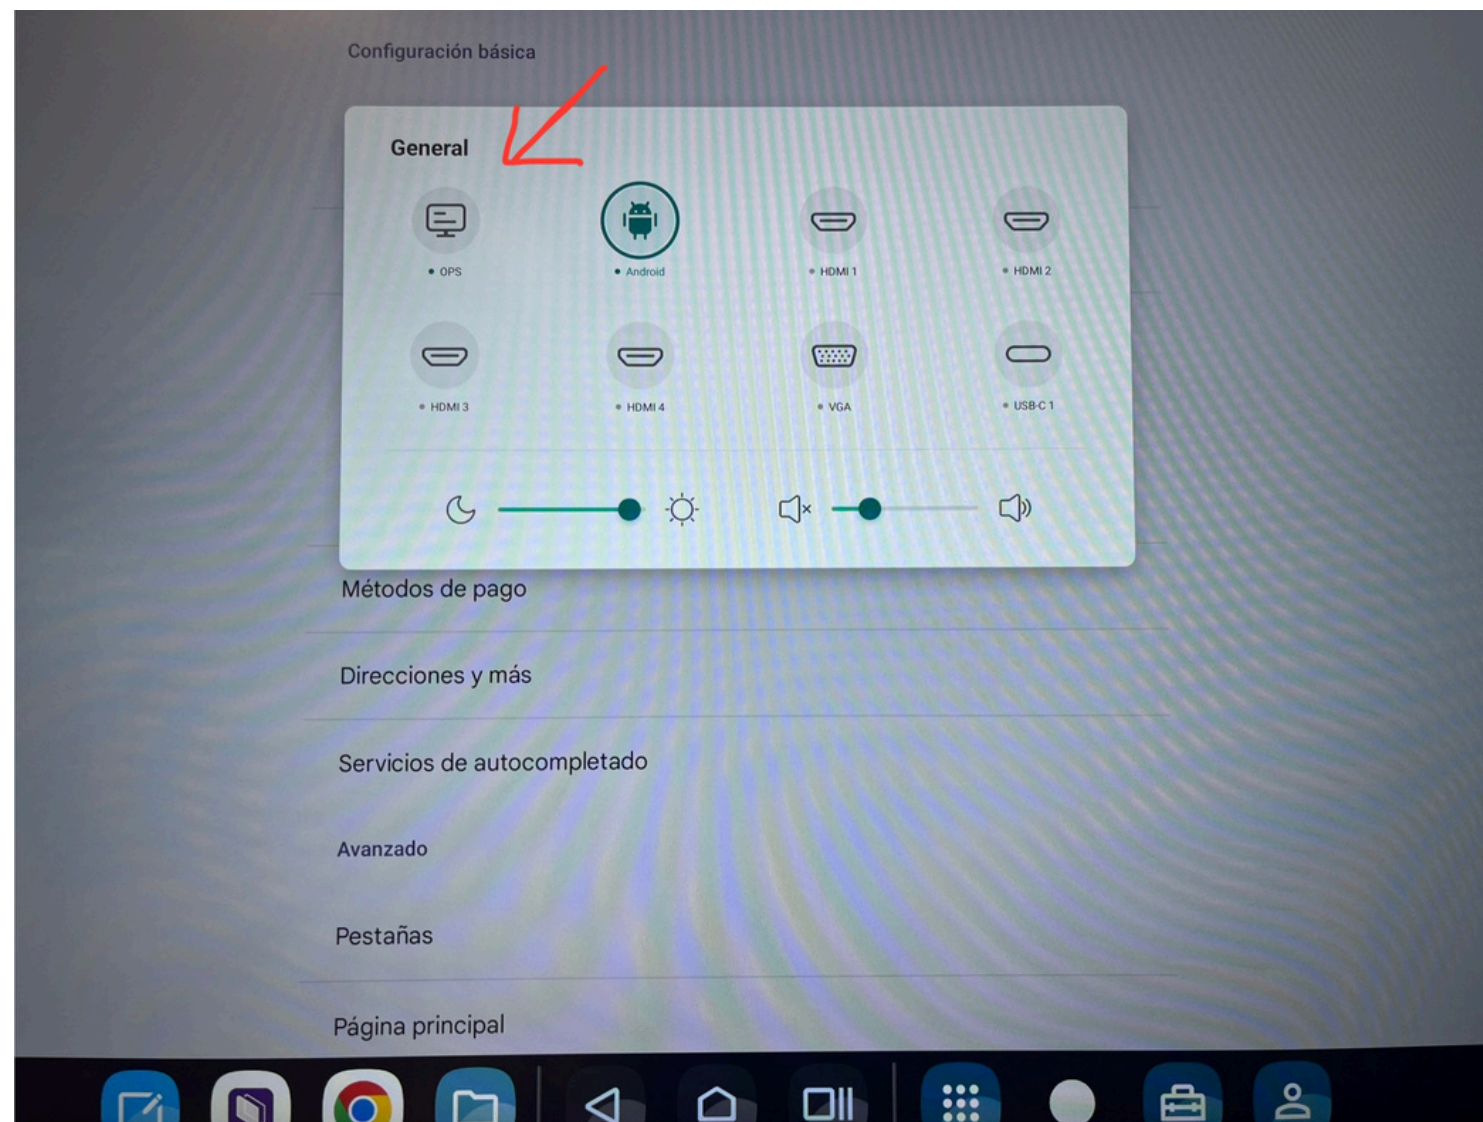 Configuración básica
General
OPS
Android
HDMI 1
HDMI 2
HDMI 3
HDMI 4
VGA
USB-C 1
Métodos de pago
Direcciones y más
Servicios de autocompletado
Avanzado
Pestañas
Página principal